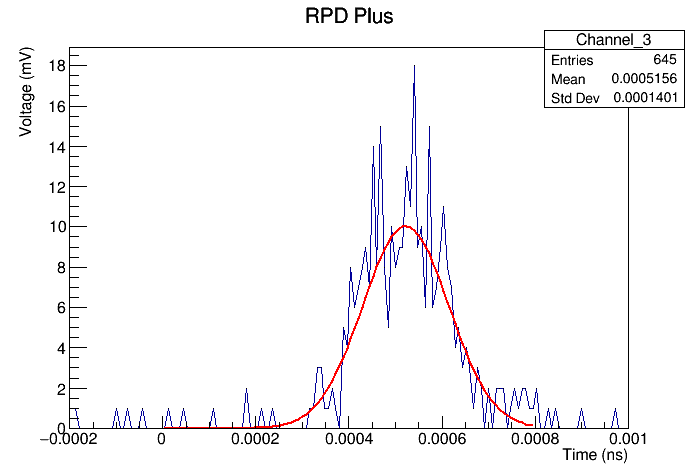 RPD Plus
Channel_3
Entries 645
Mean 0.0005156
Std Dev 0.0001401
Voltage (mV)
18
16
14
12
10
8
6
4
2
0
−0.0002 0 0.0002 0.0004 0.0006 0.0008 0.001
Time (ns)